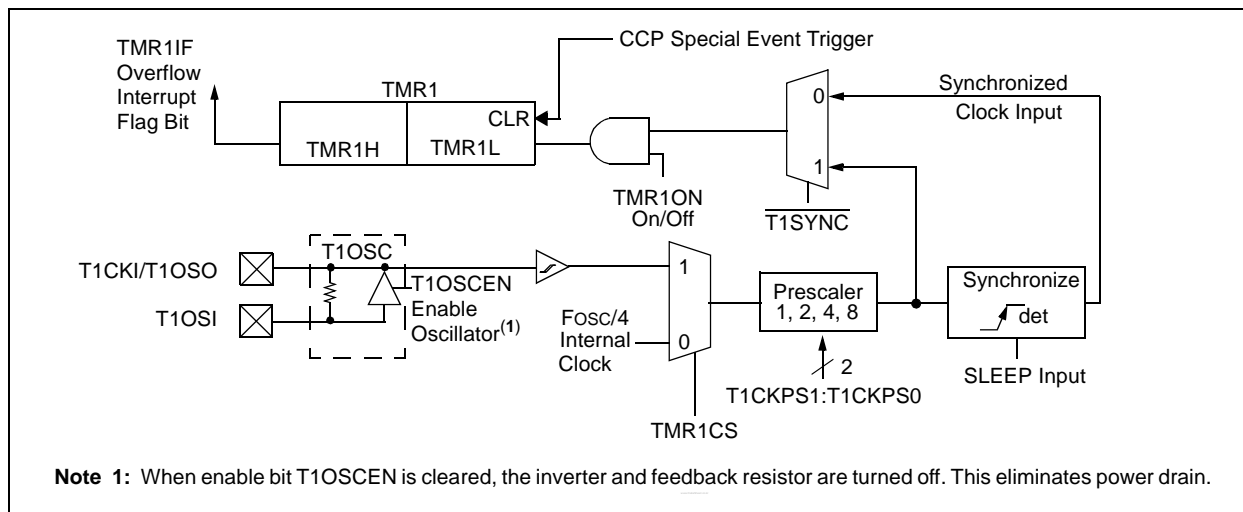 CCP Special Event Trigger
TMR1IF
Overflow
Interrupt
Flag Bit
TMR1
CLR
TMR1H
TMR1L
TMR1ON
On/Off
0
1
T1SYNC
Synchronized
Clock Input
T1OSC
T1CKI/T1OSO
T1OSI
T1OSCEN
Enable
Oscillator(1)
FOSC/4
Internal
Clock
1
0
TMR1CS
Prescaler
1, 2, 4, 8
2
T1CKPS1:T1CKPS0
Synchronize
det
SLEEP Input
Note 1: When enable bit T1OSCEN is cleared, the inverter and feedback resistor are turned off. This eliminates power drain.